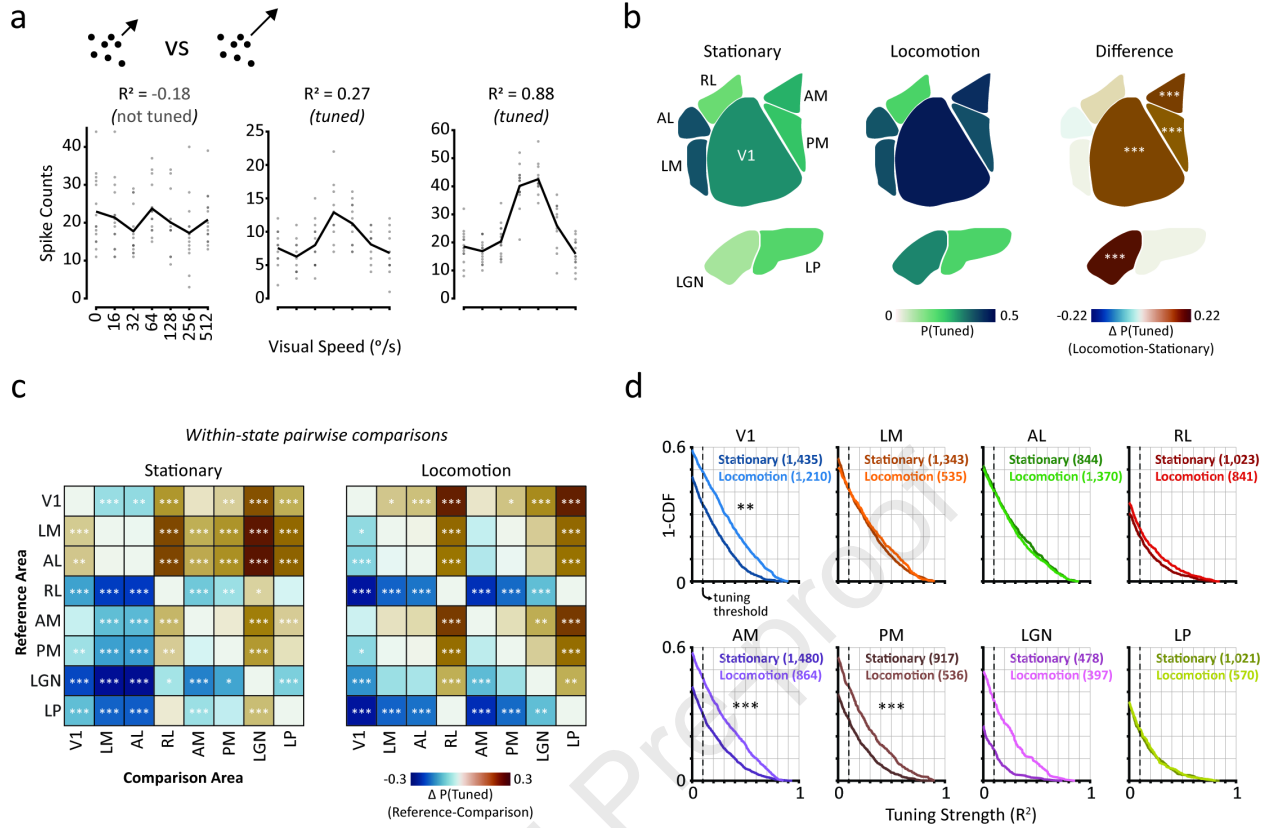 a
vs
R² = -0.18
(not tuned)
R² = 0.27
(tuned)
R² = 0.88
(tuned)
Spike Counts
40
30
20
10
0
25
20
15
10
5
0
60
50
40
30
20
10
0
0
16
32
64
128
256
512
Visual Speed (°/s)
b
Stationary
Locomotion
Difference
RL
AL
LM
V1
AM
PM
LGN
LP
***
***
***
***
0
0.5
P(Tuned)
-0.22
0.22
Δ P(Tuned)
(Locomotion-Stationary)
c
Within-state pairwise comparisons
Stationary
Locomotion
Reference Area
V1 *** ** *** ** *** ***
LM *** *** *** *** *** ***
AL ** *** *** *** *** ***
RL *** *** *** *** ** *
AM *** *** *** *** ***
PM *** *** ** ***
LGN *** *** *** * *** * ***
LP *** *** *** *** ***
*** *** *** * *** ***
* *** ***
*** *** ***
*** *** *** *** *** ***
*** ** ***
* *** ***
*** *** *** **
*** *** *** *** *** **
V1 LM AL RL AM PM LGN LP
V1 LM AL RL AM PM LGN LP
Comparison Area
-0.3
0.3
Δ P(Tuned)
(Reference-Comparison)
d
V1
Stationary (1,435)
Locomotion (1,210)
**
tuning
threshold
LM
Stationary (1,343)
Locomotion (535)
AL
Stationary (844)
Locomotion (1,370)
RL
Stationary (1,023)
Locomotion (841)
0.6
1-CDF
0
AM
Stationary (1,480)
Locomotion (864)
***
PM
Stationary (917)
Locomotion (536)
***
LGN
Stationary (478)
Locomotion (397)
LP
Stationary (1,021)
Locomotion (570)
0.6
0
0 1
0 1
0 1
0 1
Tuning Strength (R²)
Pre-proof